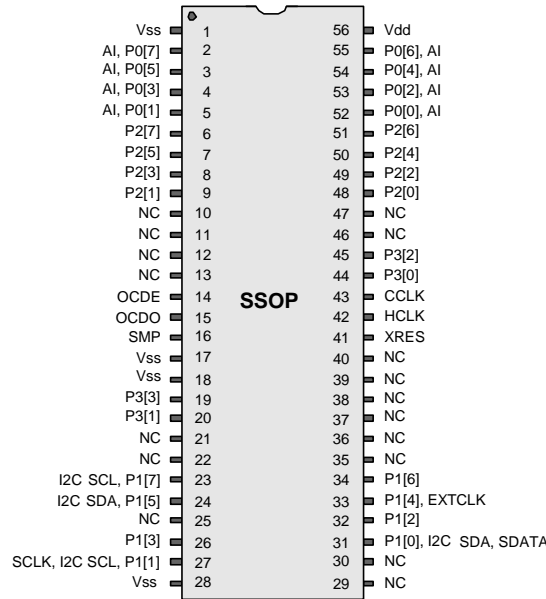 Vss 1 56 Vdd
AI, P0[7] 2 55 P0[6], AI
AI, P0[5] 3 54 P0[4], AI
AI, P0[3] 4 53 P0[2], AI
AI, P0[1] 5 52 P0[0], AI
P2[7] 6 51 P2[6]
P2[5] 7 50 P2[4]
P2[3] 8 49 P2[2]
P2[1] 9 48 P2[0]
NC 10 47 NC
NC 11 46 NC
NC 12 45 P3[2]
NC 13 44 P3[0]
OCDE 14 SSOP 43 CCLK
OCDO 15 42 HCLK
SMP 16 41 XRES
Vss 17 40 NC
Vss 18 39 NC
P3[3] 19 38 NC
P3[1] 20 37 NC
NC 21 36 NC
NC 22 35 NC
I2C SCL, P1[7] 23 34 P1[6]
I2C SDA, P1[5] 24 33 P1[4], EXTCLK
NC 25 32 P1[2]
P1[3] 26 31 P1[0], I2C SDA, SDATA
SCLK, I2C SCL, P1[1] 27 30 NC
Vss 28 29 NC